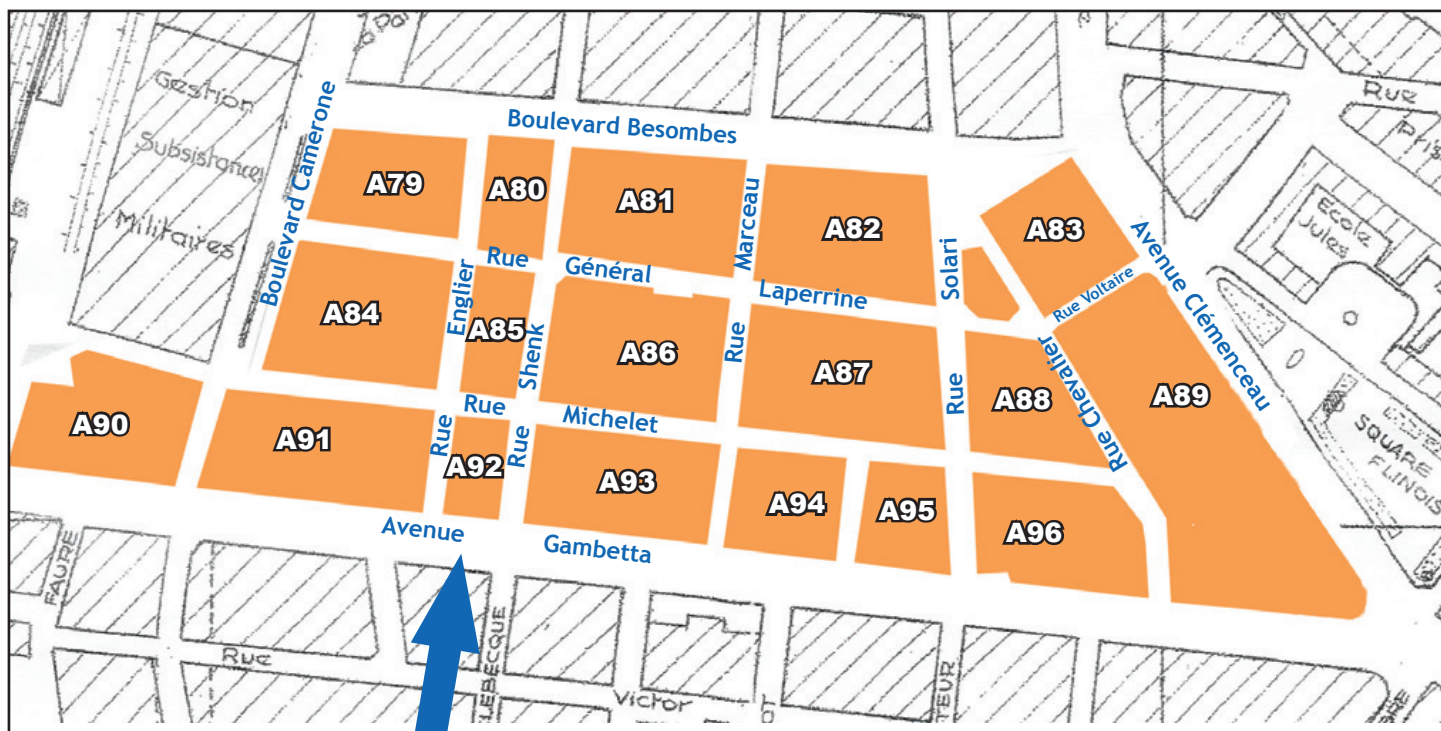 Gestion
Subsistances
Militaires
Boulevard Camerone
Boulevard Besombes
RUE
A79
A80
A81
Marceau
A82
A83
Avenue Clémenceau
Ecole
Jules
Rue
Général
Laperrine
Solari
Rue Voltaire
A84
Englier
A85
Shenk
A86
Rue
A87
A88
Rue Chevalier
A89
SQUARE
FLINOIS
A90
A91
Rue
Michelet
Rue
Rue
Rue
A92
A93
A94
A95
A96
Avenue
Gambetta
FAURE
LEBECQUE
RUE
Victor
TEUR